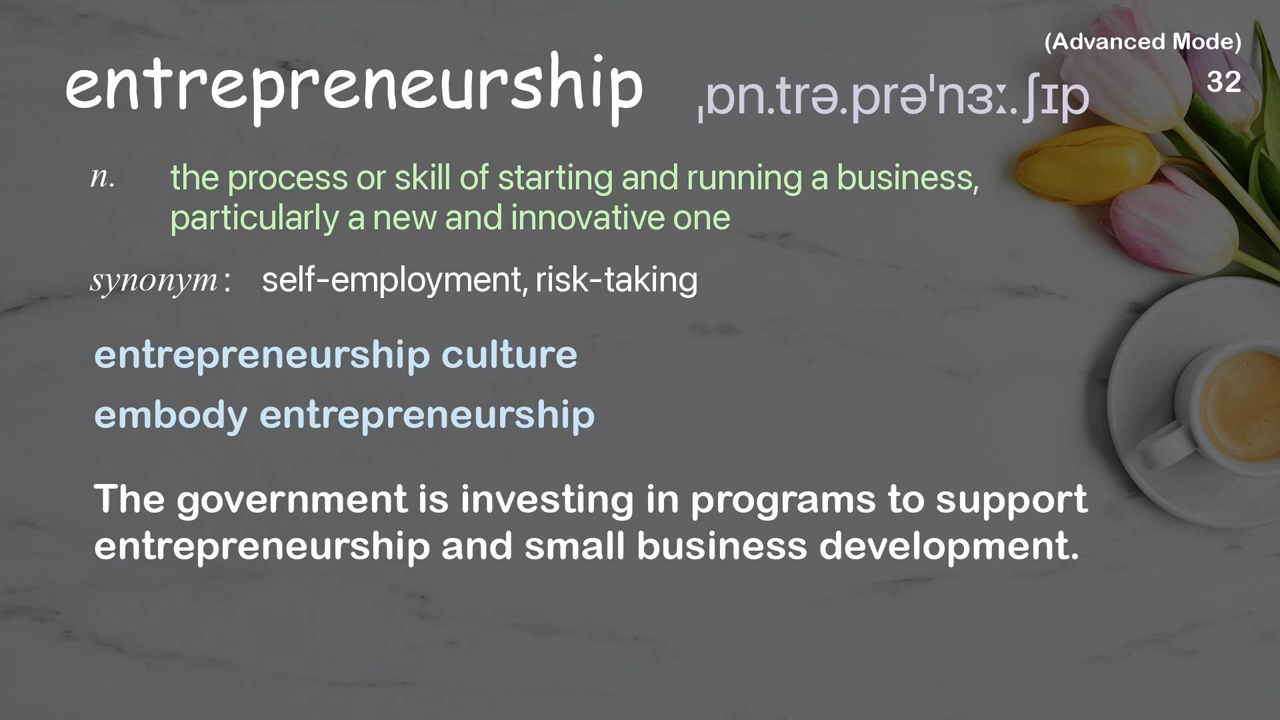 (Advanced Mode)
32
entrepreneurship ˌɒn.trə.prəˈnɜː.ʃɪp
n. the process or skill of starting and running a business,
particularly a new and innovative one
synonym: self-employment, risk-taking
entrepreneurship culture
embody entrepreneurship
The government is investing in programs to support
entrepreneurship and small business development.